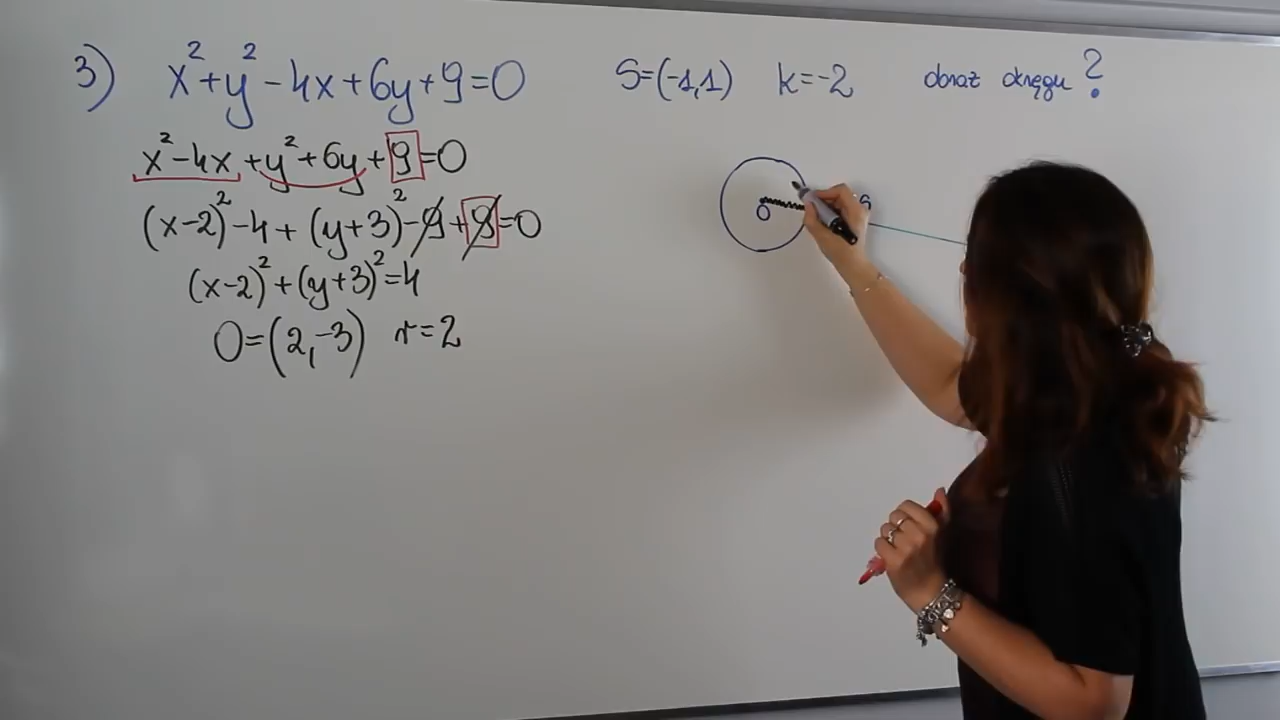 3) x²+y²-4x+6y+9=0 S=(-1,1) k=-2 obraz okręgu?
x²-4x+y²+6y+9=0
(x-2)²-4+(y+3)²-9+9=0
(x-2)²+(y+3)²=4
O=(2,-3) r=2
O
S